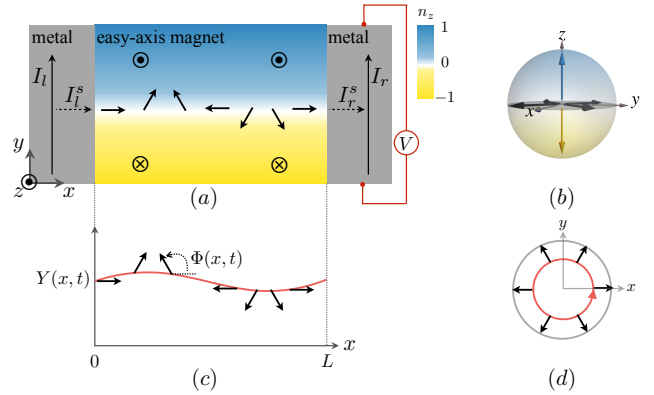 metal easy-axis magnet metal
n_z
1
0
−1
I_l
I_l^s
I_r^s
I_r
V
y
z x
(a)
z
x y
(b)
Y(x, t)
Φ(x, t)
x
0 L
(c)
y
x
(d)